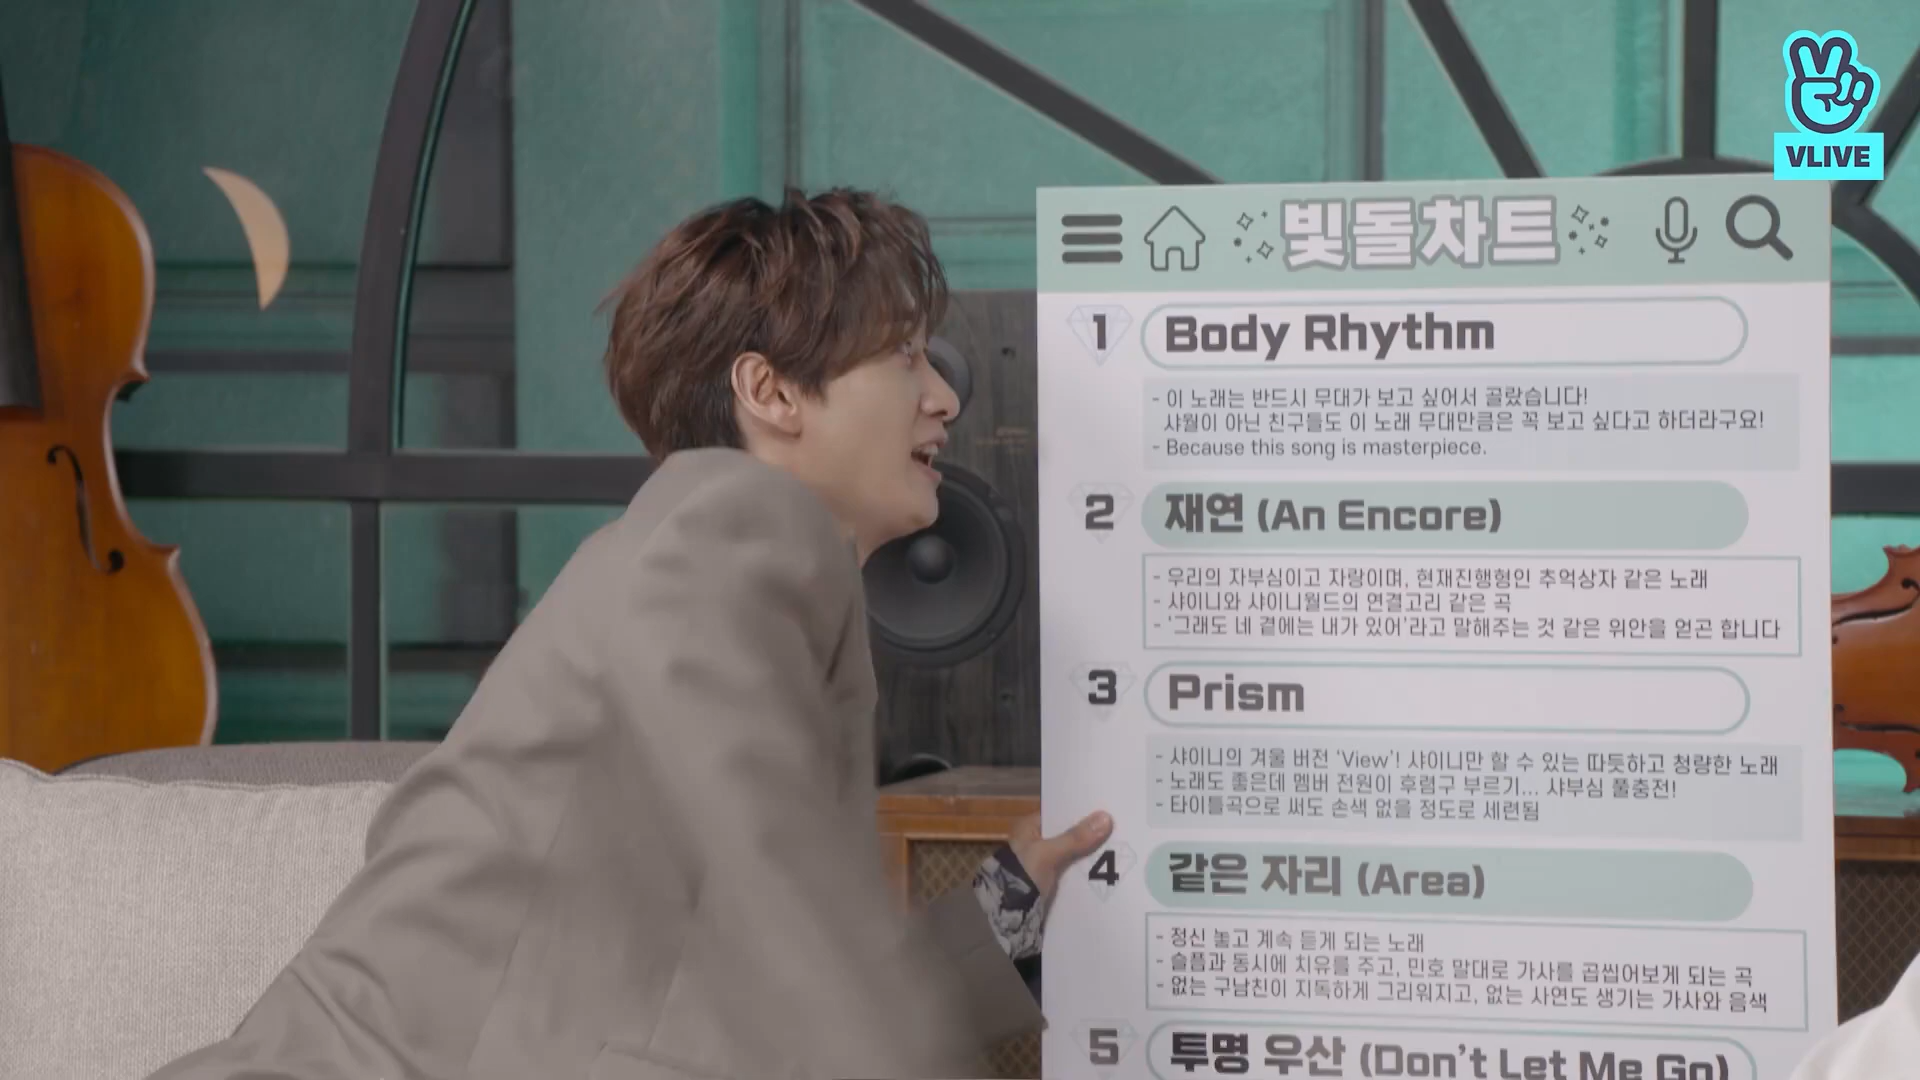 VLIVE
빛돌차트
1 Body Rhythm
- 이 노래는 반드시 무대가 보고 싶어서 골랐습니다!
샤월이 아닌 친구들도 이 노래 무대만큼은 꼭 보고 싶다고 하더라구요!
- Because this song is masterpiece.
2 재연 (An Encore)
- 우리의 자부심이고 자랑이며, 현재진행형인 추억상자 같은 노래
- 샤이니와 샤이니월드의 연결고리 같은 곡
- ‘그래도 네 곁에는 내가 있어’라고 말해주는 것 같은 위안을 얻곤 합니다
3 Prism
- 샤이니의 겨울 버전 ‘View’! 샤이니만 할 수 있는 따듯하고 청량한 노래
- 노래도 좋은데 멤버 전원이 후렴구 부르기... 샤부심 풀충전!
- 타이틀곡으로 써도 손색 없을 정도로 세련됨
4 같은 자리 (Area)
- 정신 놓고 계속 듣게 되는 노래
- 슬픔과 동시에 치유를 주고, 민호 말대로 가사를 곱씹어보게 되는 곡
- 없는 구남친이 지독하게 그리워지고, 없는 사연도 생기는 가사와 음색
5 투명 우산 (Don’t Let Me Go)